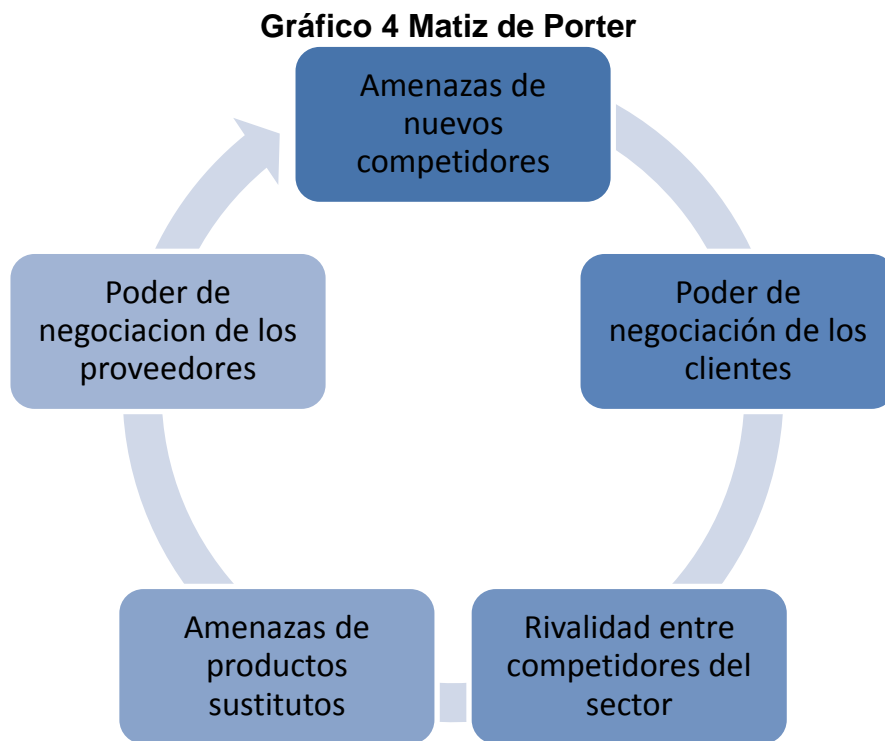 Gráfico 4 Matiz de Porter
Amenazas de
nuevos
competidores
Poder de
negociación de los
clientes
Rivalidad entre
competidores del
sector
Amenazas de
productos
sustitutos
Poder de
negociacion de los
proveedores